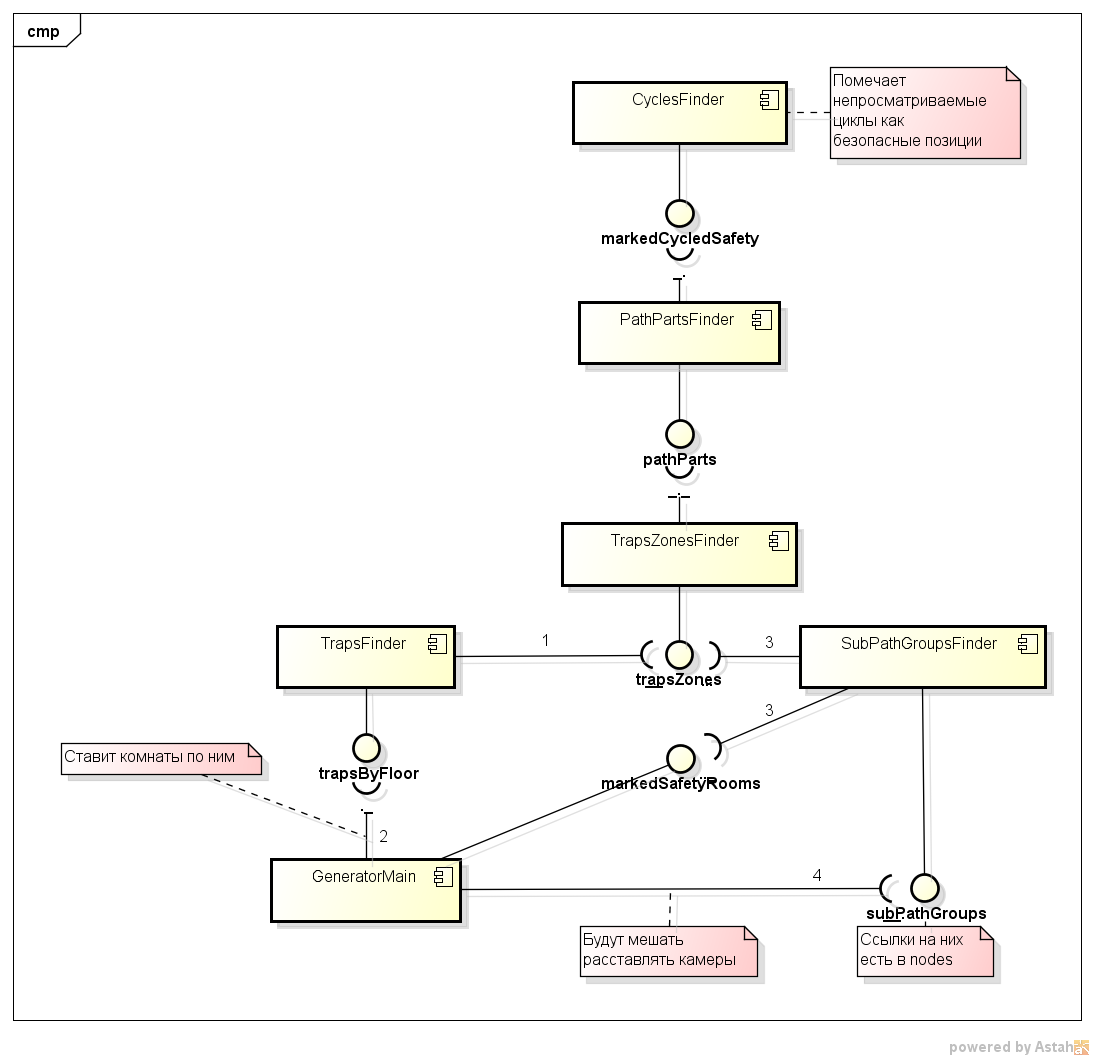 cmp
CyclesFinder
Помечает
непросматриваемые
циклы как
безопасные позиции
markedCycledSafety
PathPartsFinder
pathParts
TrapsZonesFinder
TrapsFinder
1
trapsZones
3
SubPathGroupsFinder
3
Ставит комнаты по ним
trapsByFloor
markedSafetyRooms
2
GeneratorMain
4
subPathGroups
Будут мешать
расставлять камеры
Ссылки на них
есть в nodes
powered by Astah